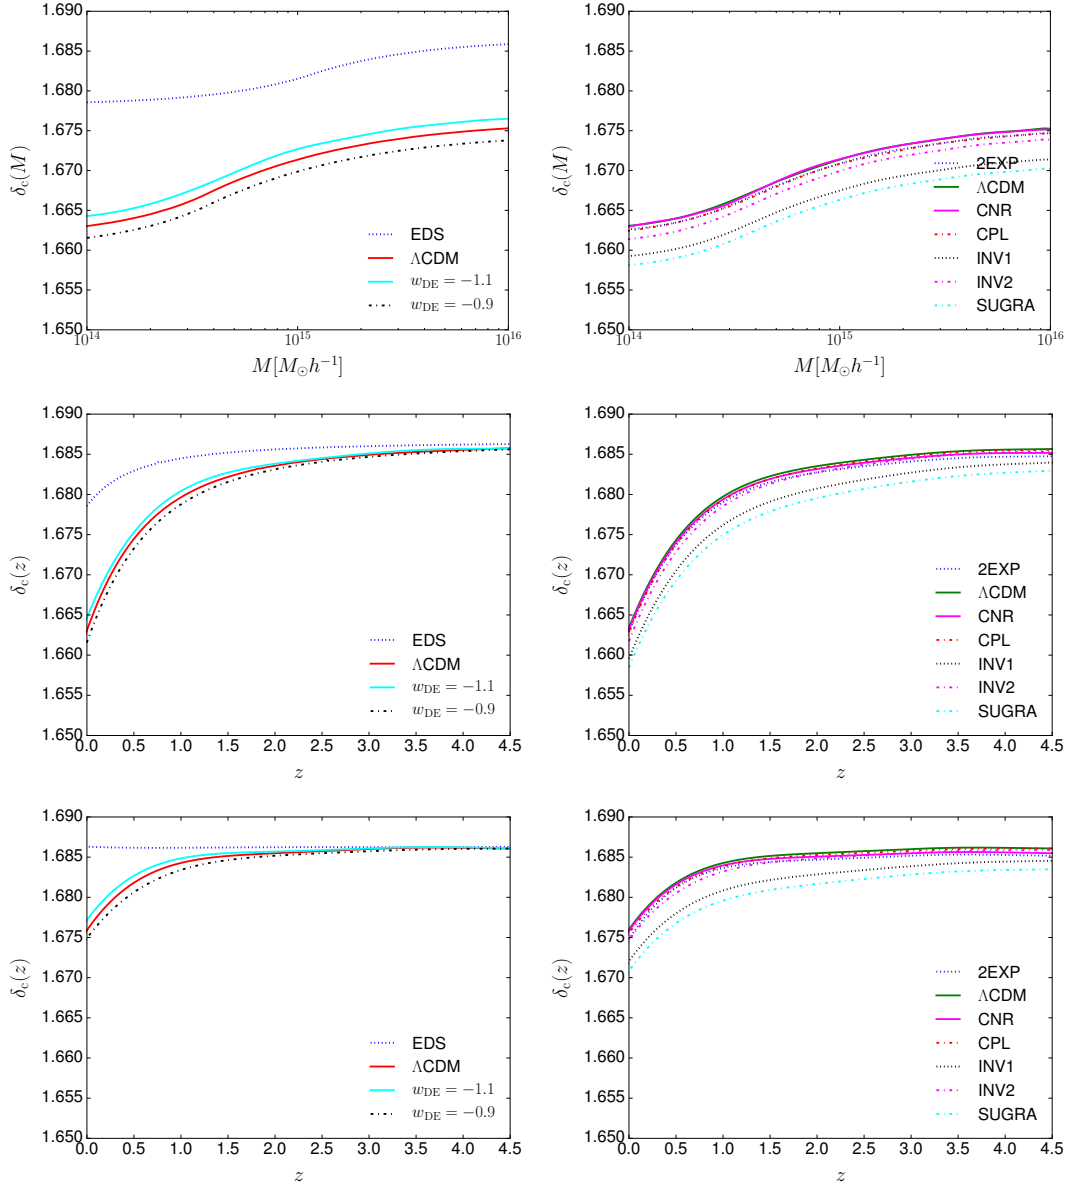 1.690
1.685
1.680
1.675
1.670
1.665
1.660
1.655
1.650
δc(M)
10^14
10^15
10^16
M[M⊙h^−1]
EDS
ΛCDM
wDE = −1.1
wDE = −0.9
1.690
1.685
1.680
1.675
1.670
1.665
1.660
1.655
1.650
δc(M)
10^14
10^15
10^16
M[M⊙h^−1]
2EXP
ΛCDM
CNR
CPL
INV1
INV2
SUGRA
1.690
1.685
1.680
1.675
1.670
1.665
1.660
1.655
1.650
δc(z)
0.0 0.5 1.0 1.5 2.0 2.5 3.0 3.5 4.0 4.5
z
EDS
ΛCDM
wDE = −1.1
wDE = −0.9
1.690
1.685
1.680
1.675
1.670
1.665
1.660
1.655
1.650
δc(z)
0.0 0.5 1.0 1.5 2.0 2.5 3.0 3.5 4.0 4.5
z
2EXP
ΛCDM
CNR
CPL
INV1
INV2
SUGRA
1.690
1.685
1.680
1.675
1.670
1.665
1.660
1.655
1.650
δc(z)
0.0 0.5 1.0 1.5 2.0 2.5 3.0 3.5 4.0 4.5
z
EDS
ΛCDM
wDE = −1.1
wDE = −0.9
1.690
1.685
1.680
1.675
1.670
1.665
1.660
1.655
1.650
δc(z)
0.0 0.5 1.0 1.5 2.0 2.5 3.0 3.5 4.0 4.5
z
2EXP
ΛCDM
CNR
CPL
INV1
INV2
SUGRA